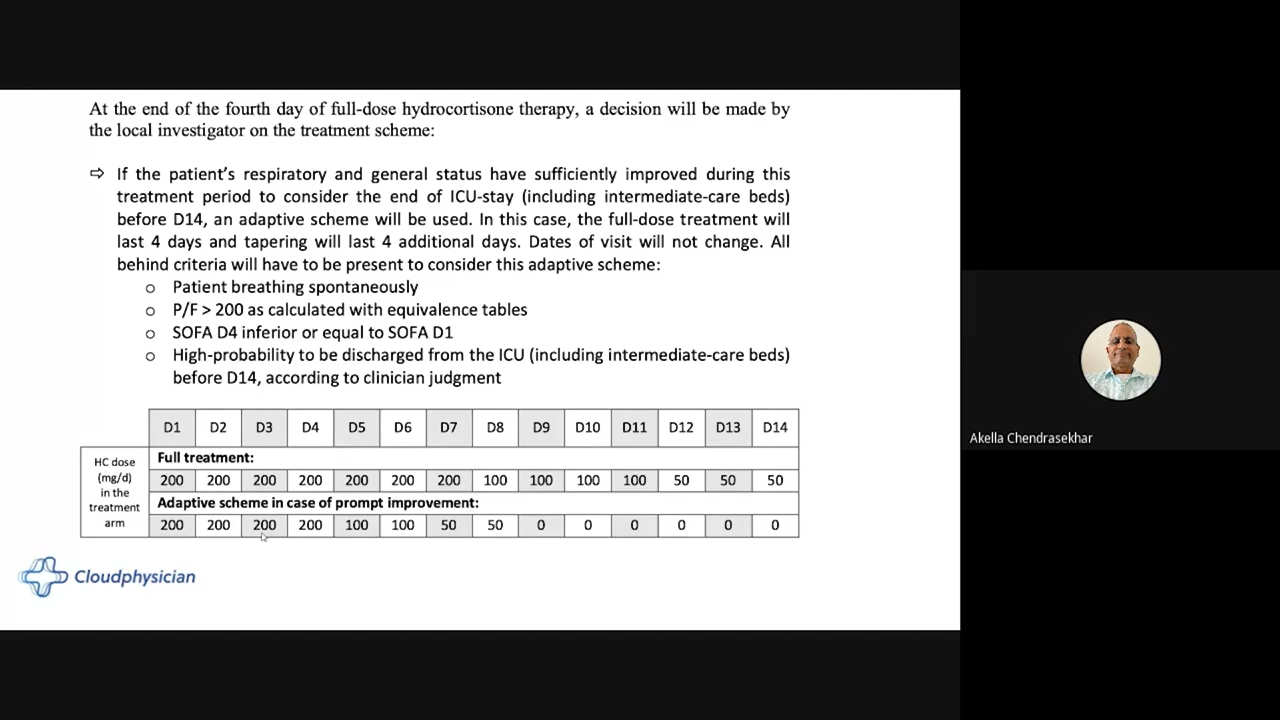 At the end of the fourth day of full-dose hydrocortisone therapy, a decision will be made by
the local investigator on the treatment scheme:
⇨ If the patient's respiratory and general status have sufficiently improved during this
treatment period to consider the end of ICU-stay (including intermediate-care beds)
before D14, an adaptive scheme will be used. In this case, the full-dose treatment will
last 4 days and tapering will last 4 additional days. Dates of visit will not change. All
behind criteria will have to be present to consider this adaptive scheme:
o Patient breathing spontaneously
o P/F > 200 as calculated with equivalence tables
o SOFA D4 inferior or equal to SOFA D1
o High-probability to be discharged from the ICU (including intermediate-care beds)
before D14, according to clinician judgment
D1 D2 D3 D4 D5 D6 D7 D8 D9 D10 D11 D12 D13 D14
HC dose
(mg/d)
in the
treatment
arm
Full treatment:
200 200 200 200 200 200 200 100 100 100 100 50 50 50
Adaptive scheme in case of prompt improvement:
200 200 200 200 100 100 50 50 0 0 0 0 0 0
Cloudphysician
Akella Chendrasekhar